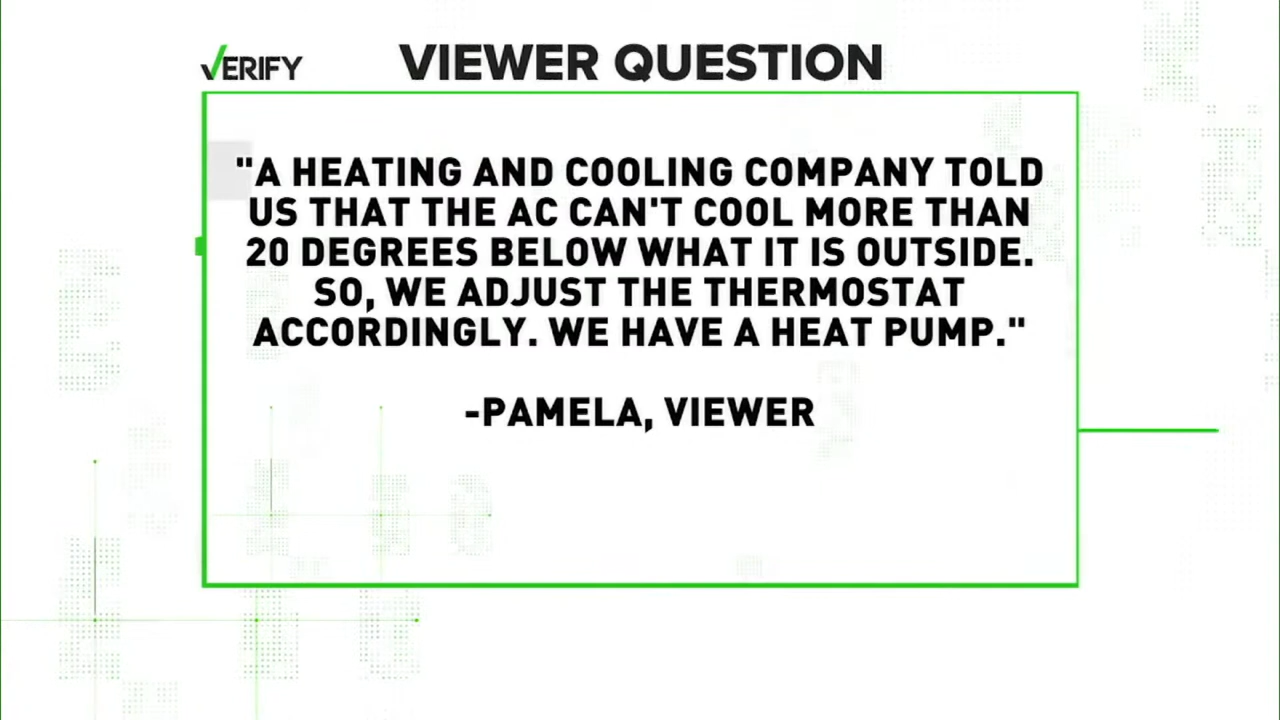 VERIFY
VIEWER QUESTION
"A HEATING AND COOLING COMPANY TOLD
US THAT THE AC CAN'T COOL MORE THAN
20 DEGREES BELOW WHAT IT IS OUTSIDE.
SO, WE ADJUST THE THERMOSTAT
ACCORDINGLY. WE HAVE A HEAT PUMP."
-PAMELA, VIEWER